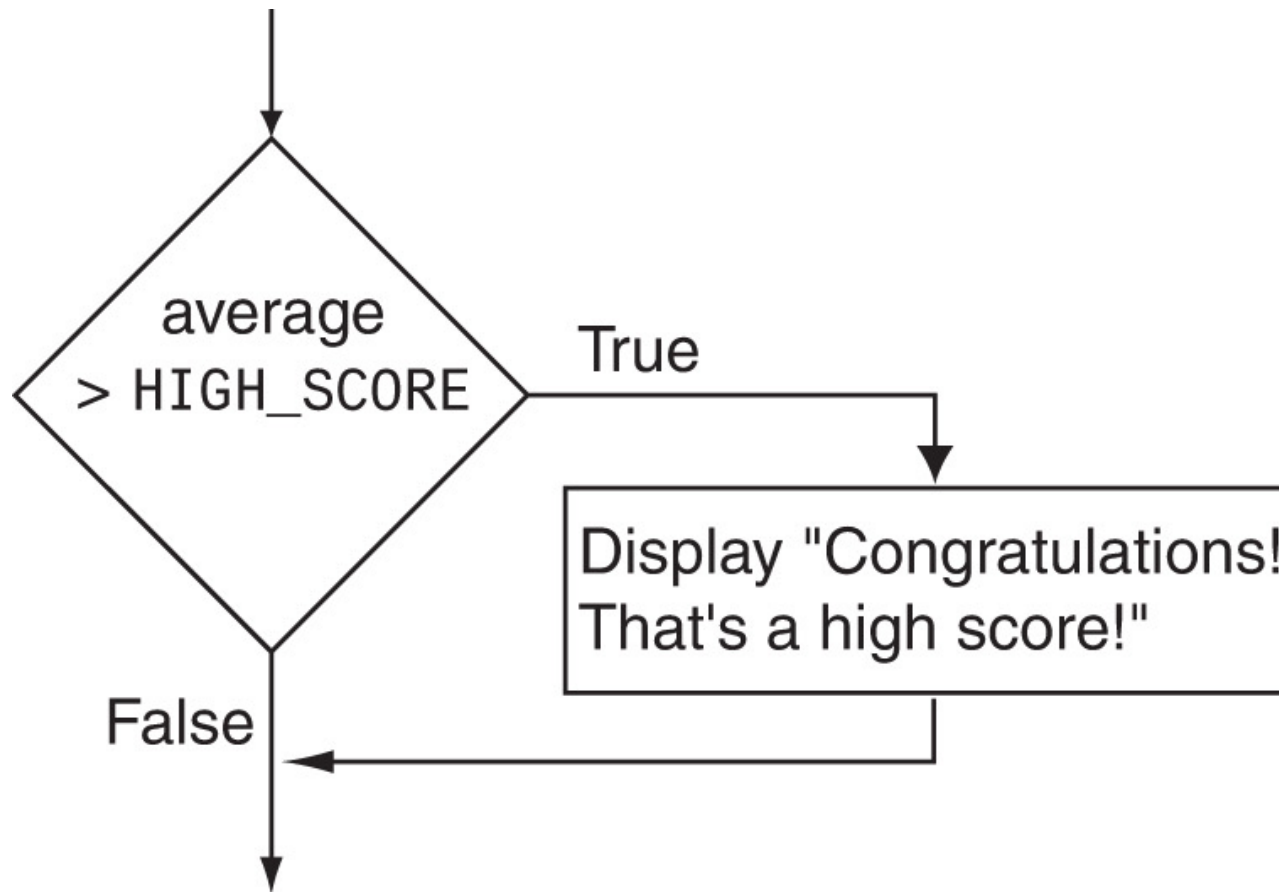 average
> HIGH_SCORE
True
Display "Congratulations!
That's a high score!"
False